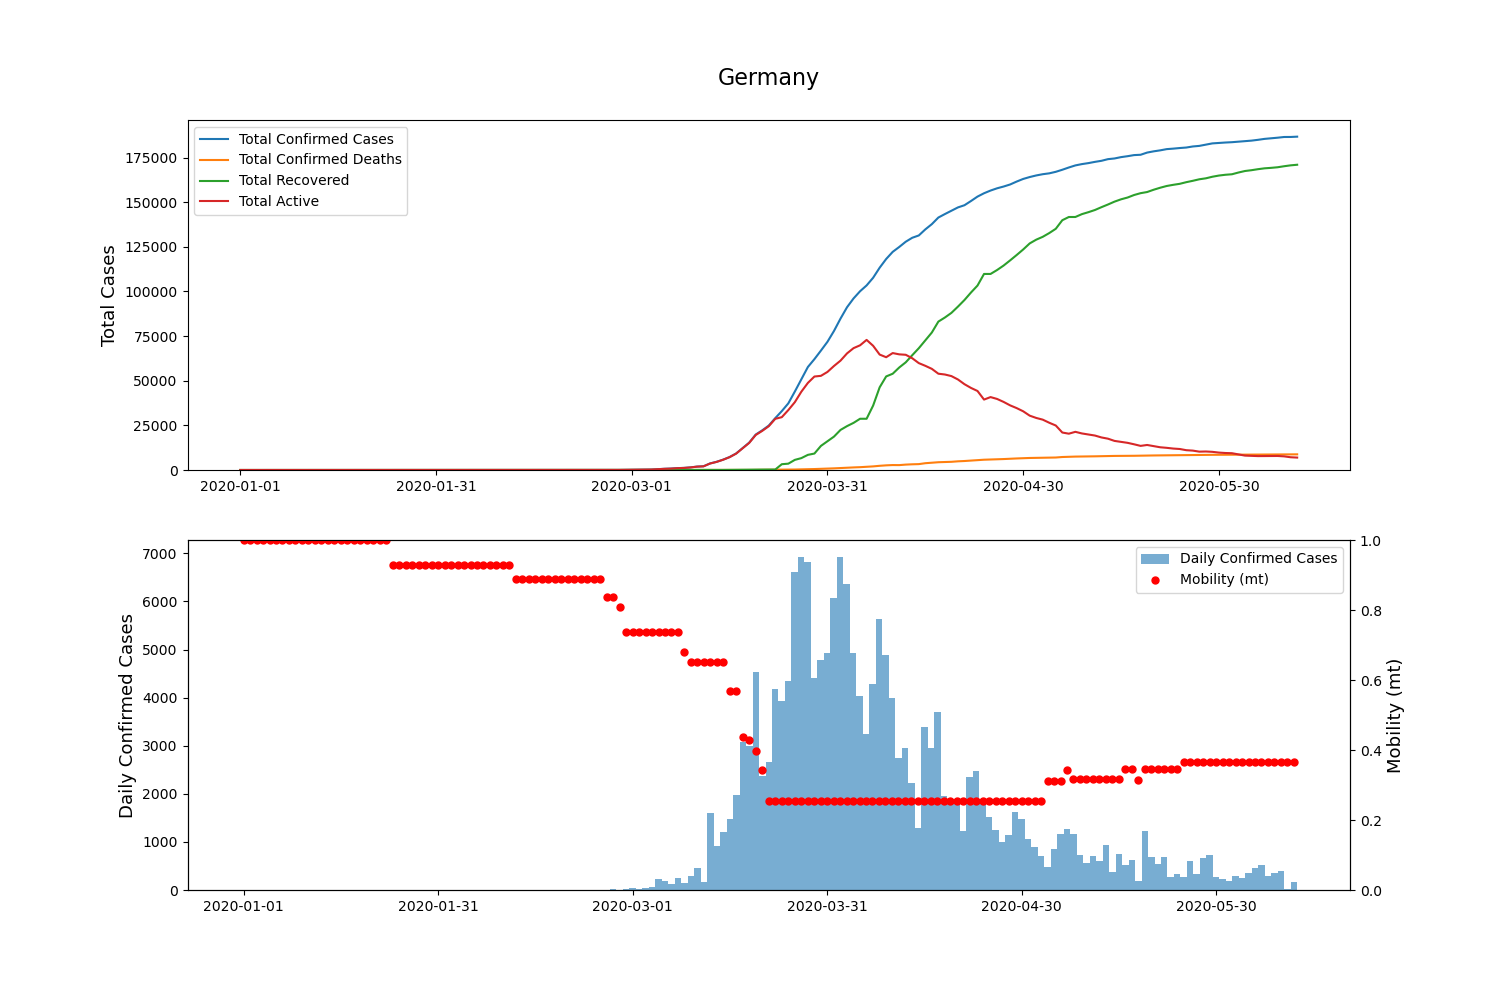 Germany
Total Cases
175000
150000
125000
100000
75000
50000
25000
0
Total Confirmed Cases
Total Confirmed Deaths
Total Recovered
Total Active
2020-01-01 2020-01-31 2020-03-01 2020-03-31 2020-04-30 2020-05-30
Daily Confirmed Cases
7000
6000
5000
4000
3000
2000
1000
0
Daily Confirmed Cases
Mobility (mt)
1.0
0.8
0.6
0.4
0.2
0.0
Mobility (mt)
2020-01-01 2020-01-31 2020-03-01 2020-03-31 2020-04-30 2020-05-30